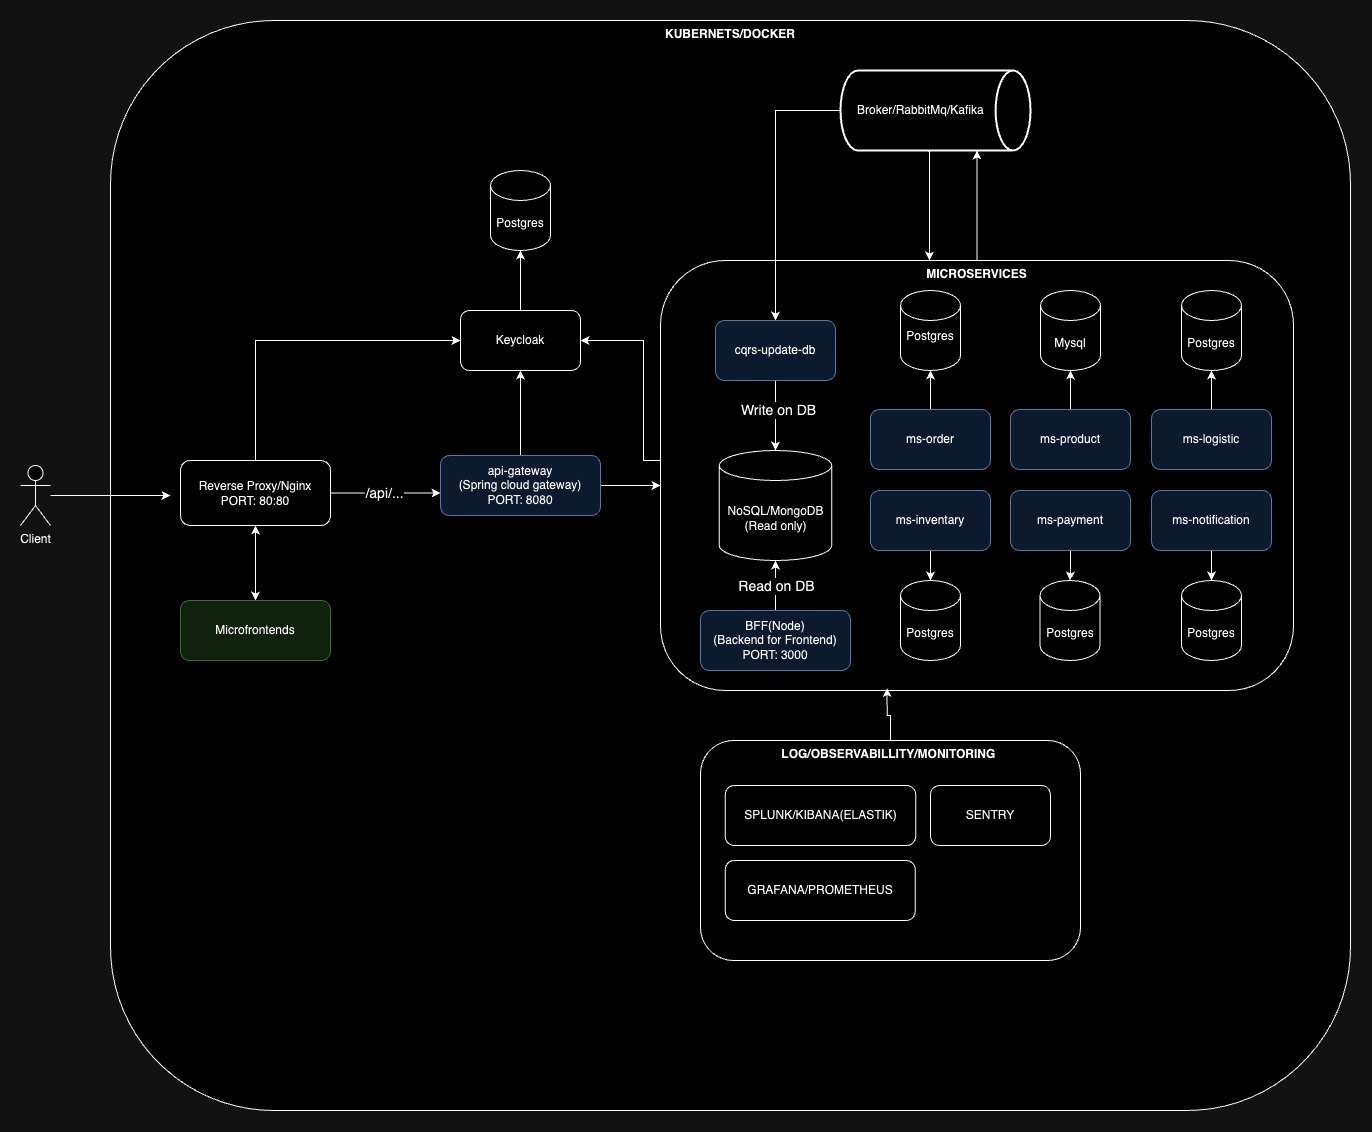 KUBERNETS/DOCKER
Broker/RabbitMq/Kafika
Postgres
Keycloak
Client
Reverse Proxy/Nginx
PORT: 80:80
/api/...
api-gateway
(Spring cloud gateway)
PORT: 8080
Microfrontends
MICROSERVICES
cqrs-update-db
Write on DB
NoSQL/MongoDB
(Read only)
Read on DB
BFF(Node)
(Backend for Frontend)
PORT: 3000
Postgres
Mysql
Postgres
ms-order
ms-product
ms-logistic
ms-inventory
ms-payment
ms-notification
Postgres
Postgres
Postgres
LOG/OBSERVABILLITY/MONITORING
SPLUNK/KIBANA(ELASTIK)
SENTRY
GRAFANA/PROMETHEUS